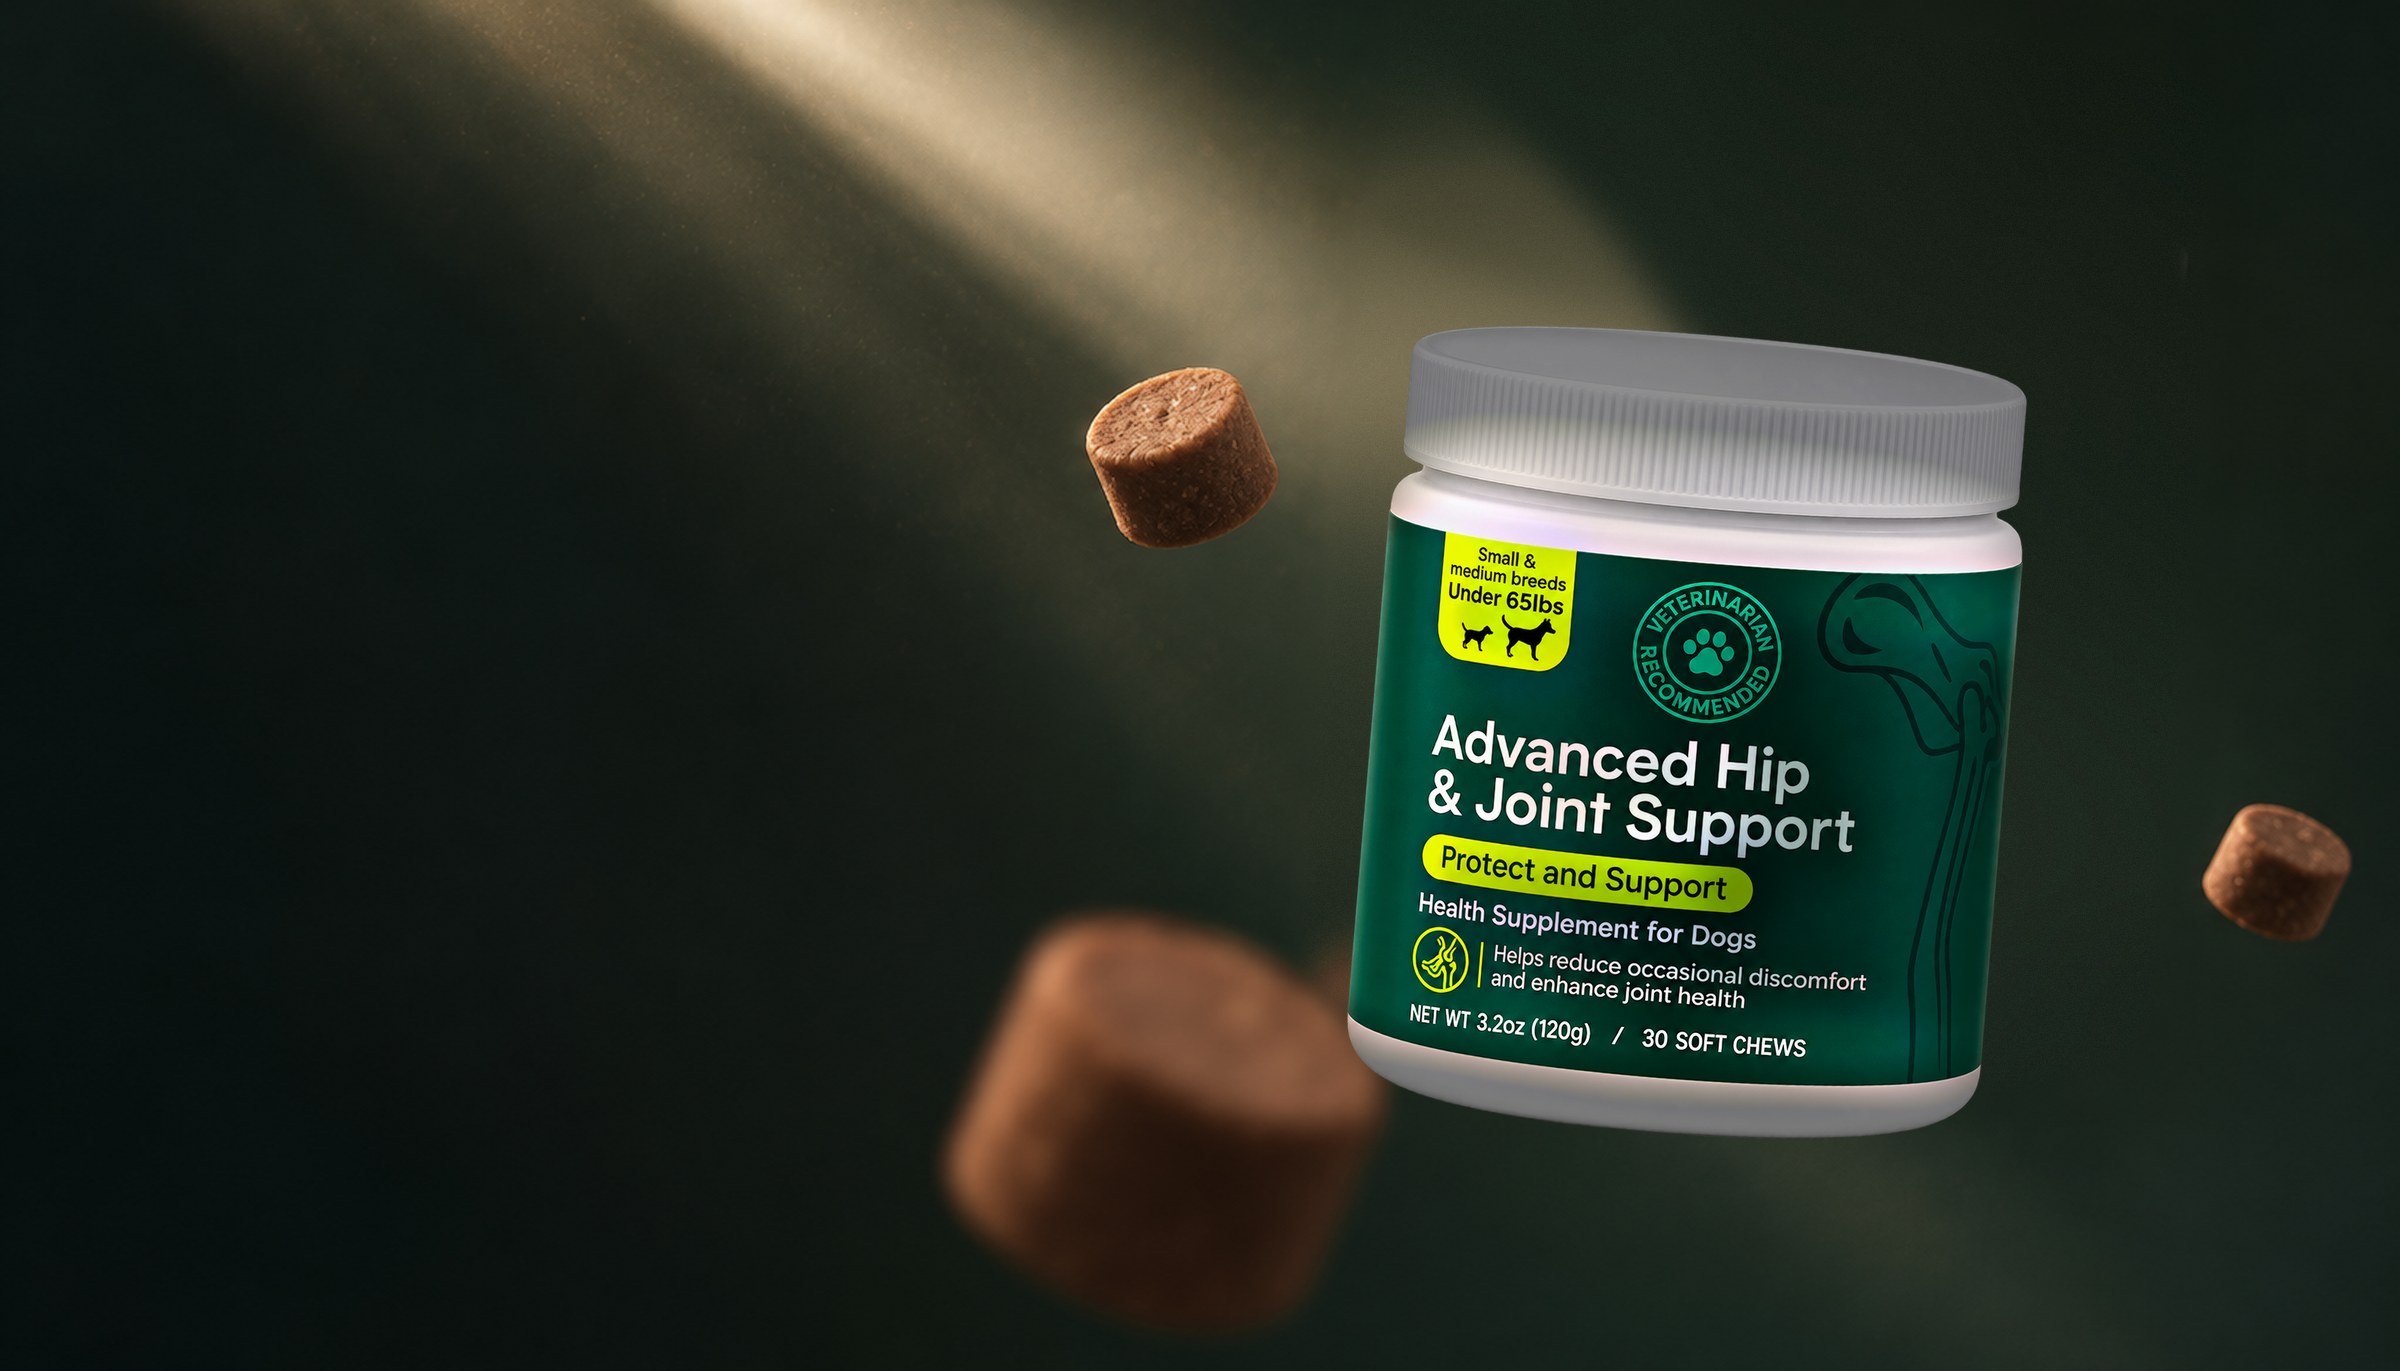 Small &
medium breeds
Under 65lbs
VETERINARIAN
RECOMMENDED
Advanced Hip
& Joint Support
Protect and Support
Health Supplement for Dogs
Helps reduce occasional discomfort
and enhance joint health
NET WT 3.2oz (120g) / 30 SOFT CHEWS